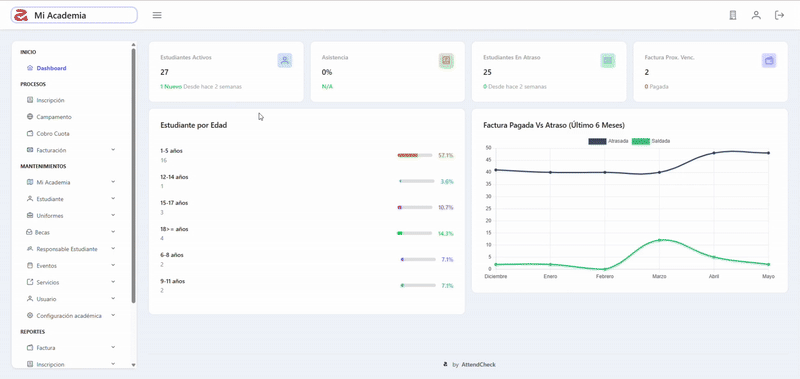 Mi Academia
INICIO
Dashboard
PROCESOS
Inscripción
Campamento
Cobro Cuota
Facturación
MANTENIMIENTOS
Mi Academia
Estudiante
Uniformes
Becas
Responsable Estudiante
Eventos
Servicios
Usuario
Configuración académica
REPORTES
Factura
Inscripcion
Estudiantes Activos
27
1 Nuevo Desde hace 2 semanas
Asistencia
0%
N/A
Estudiantes En Atraso
25
0 Desde hace 2 semanas
Factura Prox. Venc.
2
0 Pagada
Estudiante por Edad
1-5 años
16
57.1%
12-14 años
1
3.6%
15-17 años
3
10.7%
18>= años
4
14.3%
6-8 años
2
7.1%
9-11 años
2
7.1%
Factura Pagada Vs Atraso (Último 6 Meses)
Atrasada Saldada
50
45
40
35
30
25
20
15
10
5
0
Diciembre Enero Febrero Marzo Abril Mayo
by AttendCheck